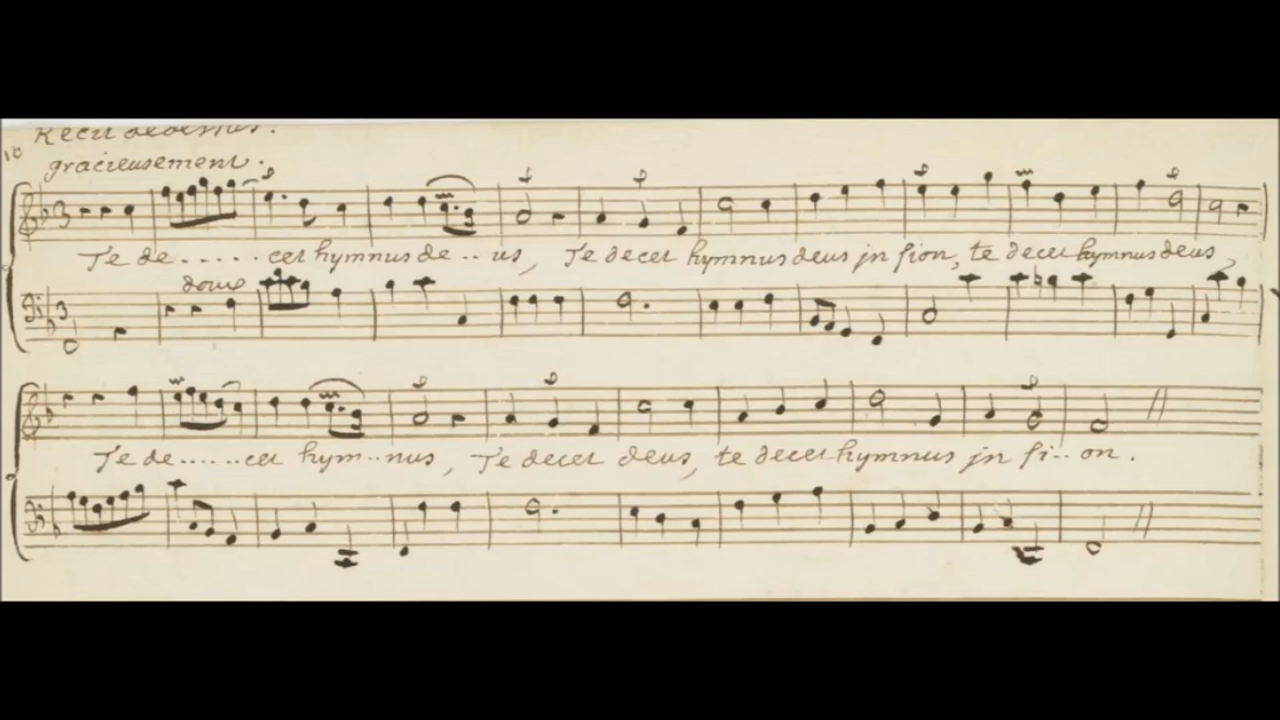 gracieusement.
Te de..... cet hymnus de.. us, Te decet hymnus deus jn sion, te decet hymnus deus,
doux
Te de...... cet hym..nus, Te decet deus, te decet hymnus jn si.. on.